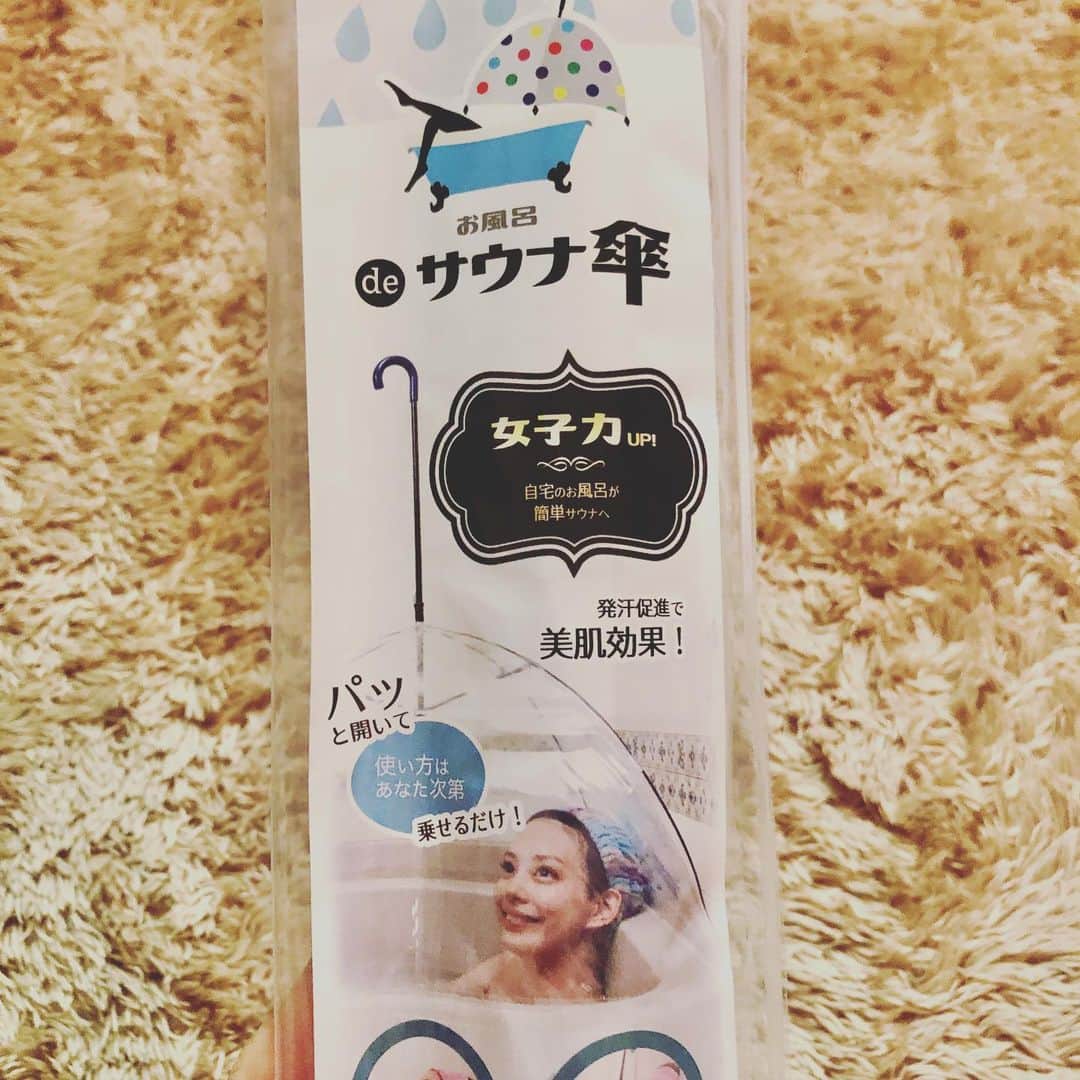 お風呂
de サウナ傘
女子力 UP!
自宅のお風呂が
簡単サウナへ
発汗促進で
美肌効果！
パッ
と開いて
使い方は
あなた次第
乗せるだけ！